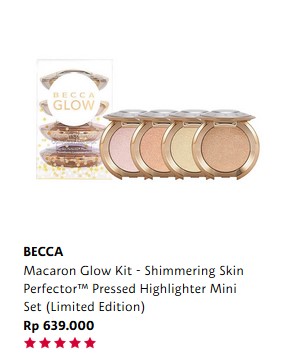 BECCA
GLOW
BECCA
Macaron Glow Kit - Shimmering Skin
Perfector™ Pressed Highlighter Mini
Set (Limited Edition)
Rp 639.000